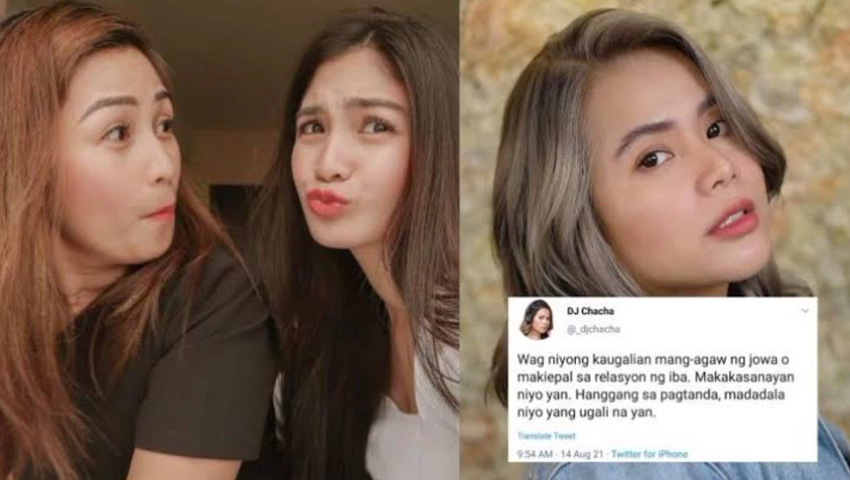 DJ Chacha
@_djchacha
Wag niyong kaugalian mang-agaw ng jowa o
makiepal sa relasyon ng iba. Makakasanayan
niyo yan. Hanggang sa pagtanda, madadala
niyo yang ugali na yan.
Translate Tweet
9:54 AM · 14 Aug 21 · Twitter for iPhone